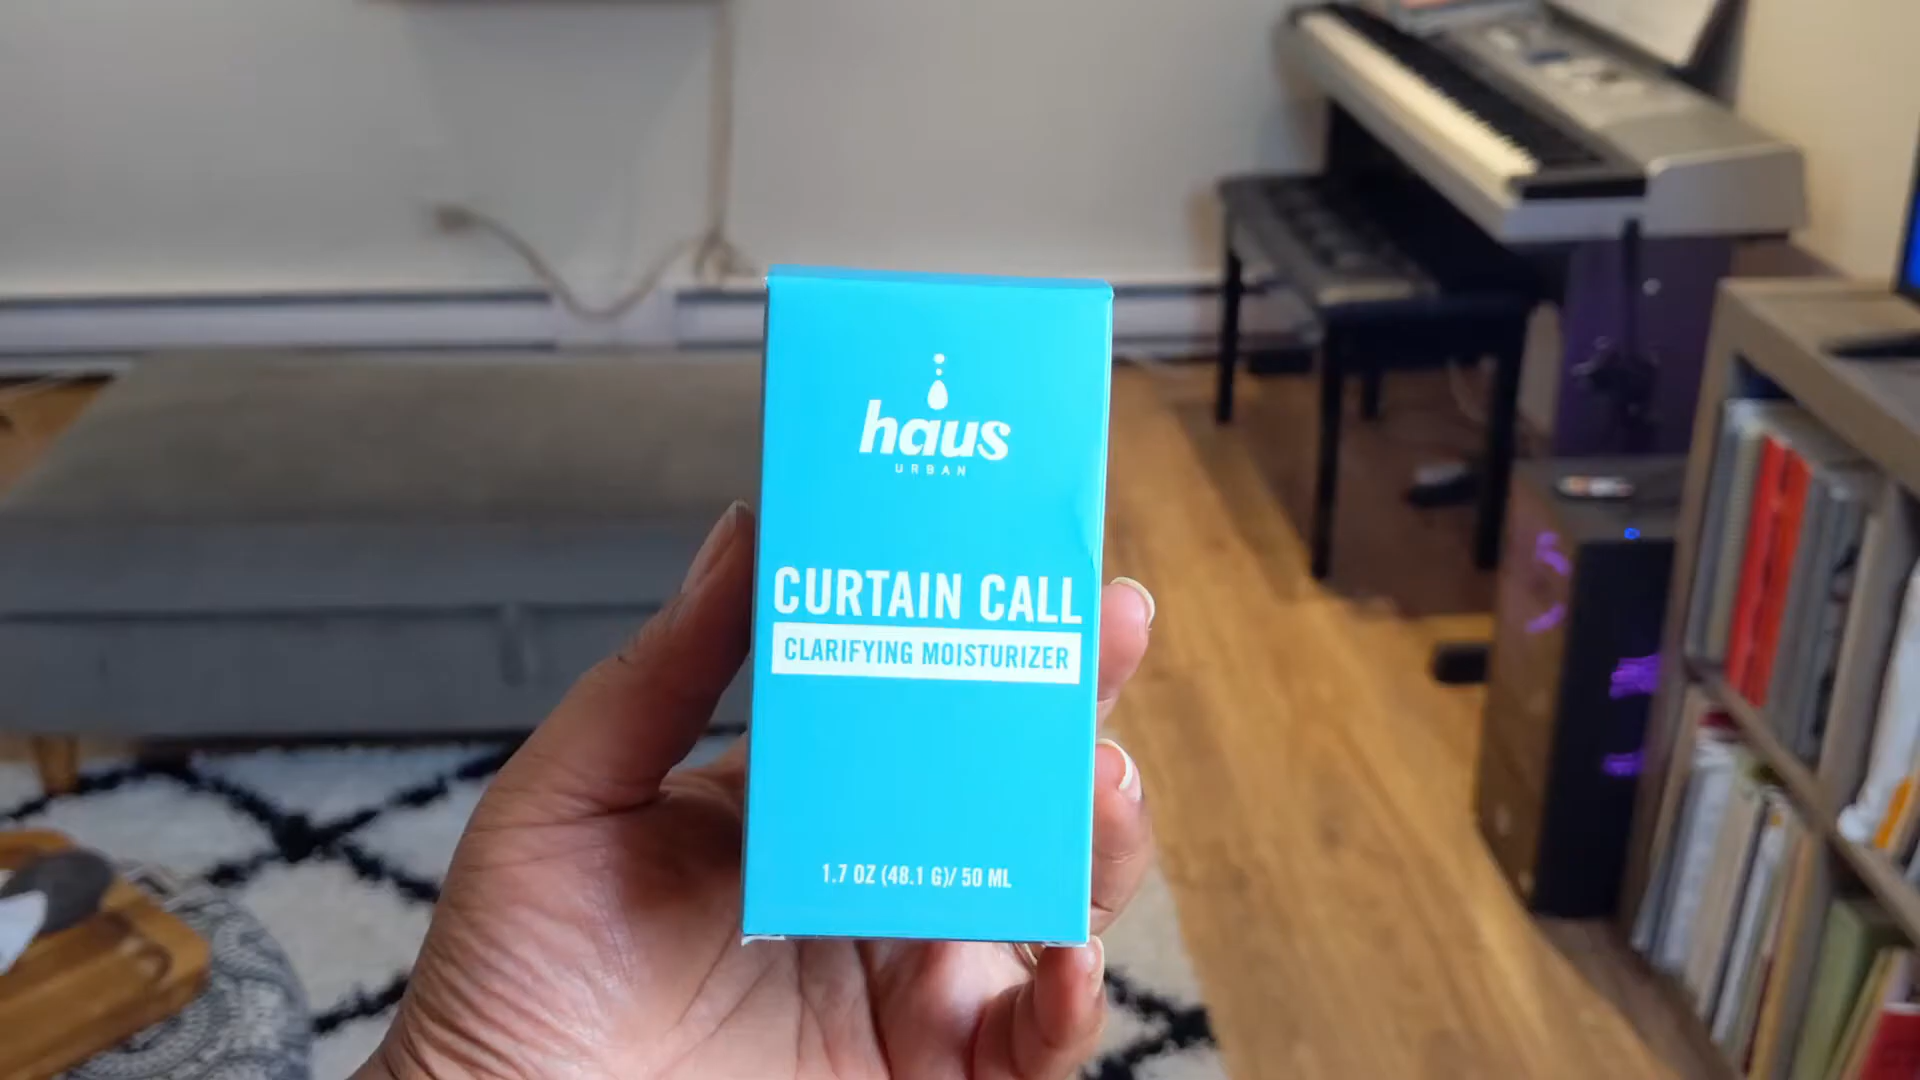 haus
URBAN
CURTAIN CALL
CLARIFYING MOISTURIZER
1.7 OZ (48.1 G)/ 50 ML